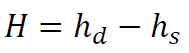 H = h_d − h_s